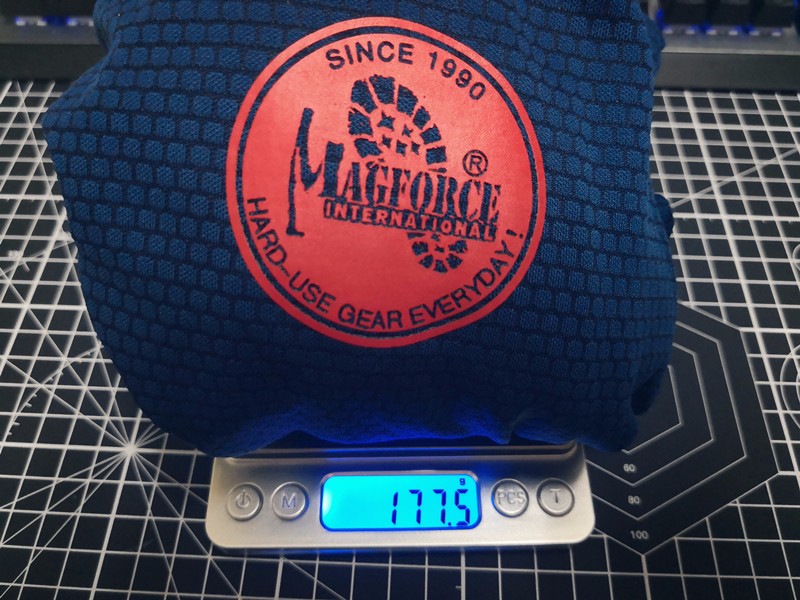 SINCE 1990
®
MAGFORCE
INTERNATIONAL
HARD-USE GEAR EVERYDAY!
g
177.5
M
PCS
T
60
80
100